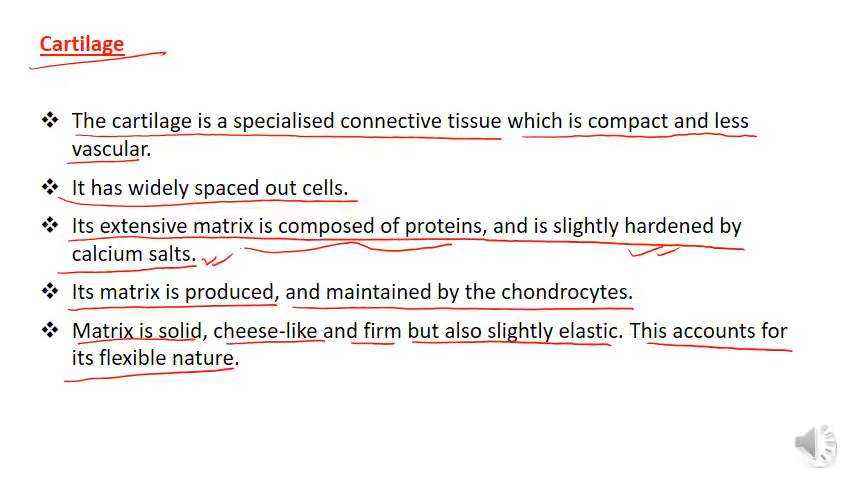 Cartilage
❖ The cartilage is a specialised connective tissue which is compact and less
vascular.
❖ It has widely spaced out cells.
❖ Its extensive matrix is composed of proteins, and is slightly hardened by
calcium salts.
❖ Its matrix is produced, and maintained by the chondrocytes.
❖ Matrix is solid, cheese-like and firm but also slightly elastic. This accounts for
its flexible nature.